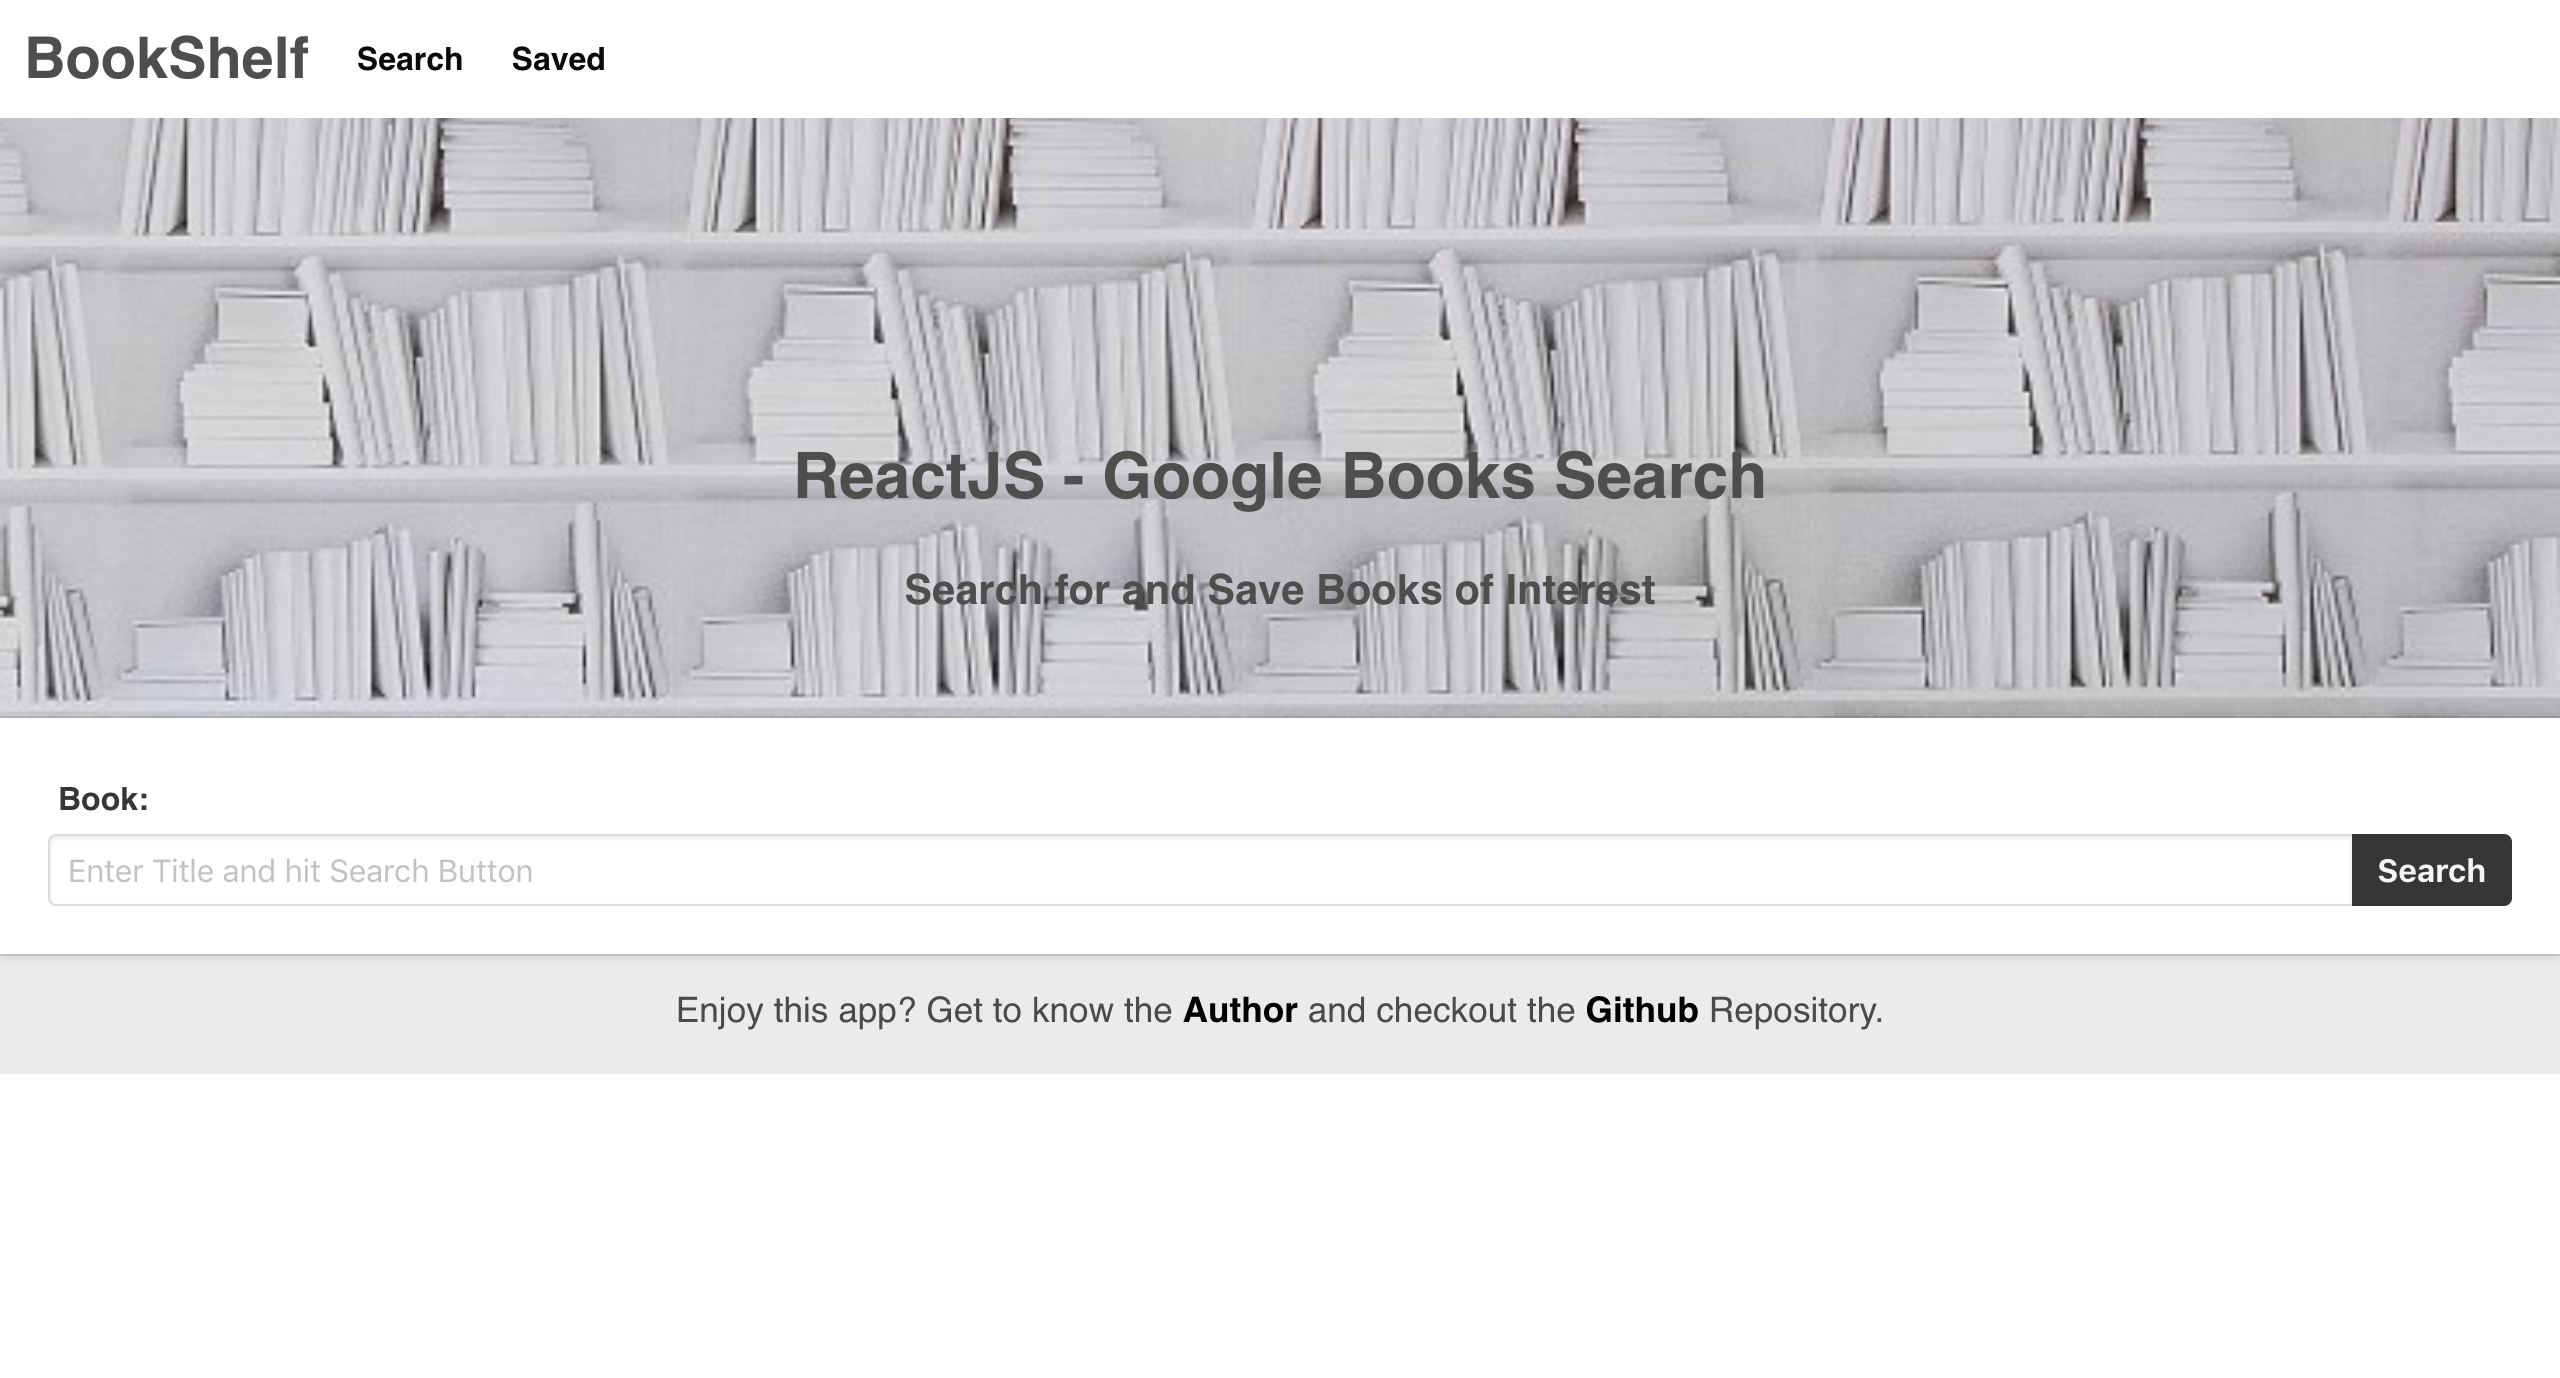 BookShelf Search Saved
ReactJS - Google Books Search
Search for and Save Books of Interest
Book:
Enter Title and hit Search Button
Search
Enjoy this app? Get to know the Author and checkout the Github Repository.